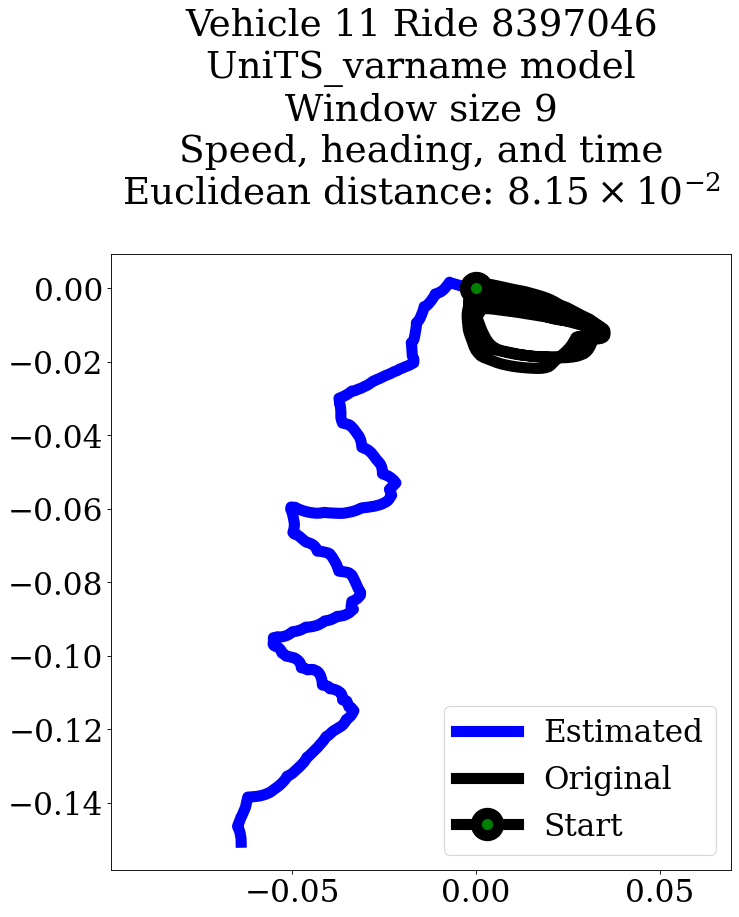 Vehicle 11 Ride 8397046
UniTS_varname model
Window size 9
Speed, heading, and time
Euclidean distance: 8.15 × 10⁻²
0.00
−0.02
−0.04
−0.06
−0.08
−0.10
−0.12
−0.14
Estimated
Original
Start
−0.05 0.00 0.05